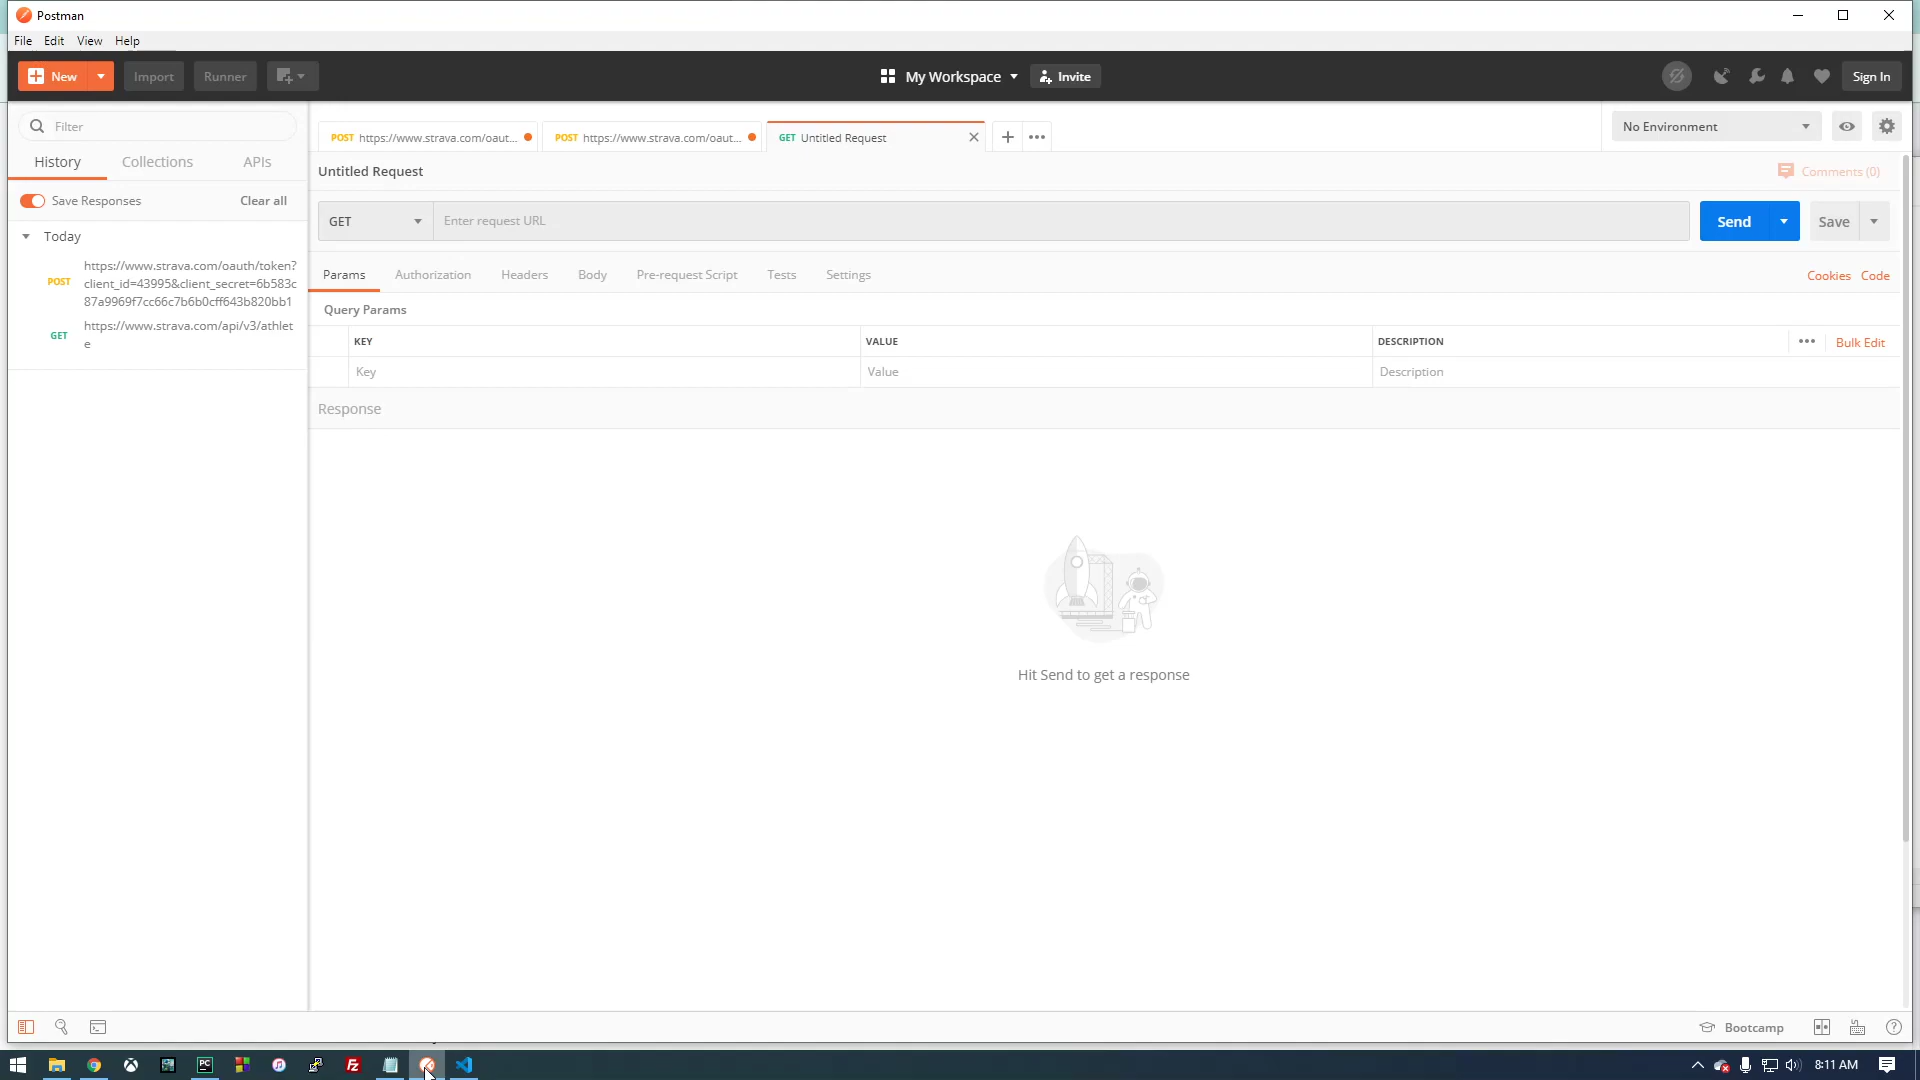 Postman
File Edit View Help
New Import Runner My Workspace Invite Sign In
Filter
POST https://www.strava.com/oaut... POST https://www.strava.com/oaut... GET Untitled Request No Environment
History Collections APIs
Untitled Request Comments (0)
Save Responses Clear all
GET Enter request URL Send Save
Today
POST https://www.strava.com/oauth/token?
client_id=43995&client_secret=6b583c
87a9969f7cc66c7b6b0cff643b820bb1
GET https://www.strava.com/api/v3/athlet
e
Params Authorization Headers Body Pre-request Script Tests Settings Cookies Code
Query Params
KEY VALUE DESCRIPTION Bulk Edit
Key Value Description
Response
Hit Send to get a response
Bootcamp
PC FZ 8:11 AM